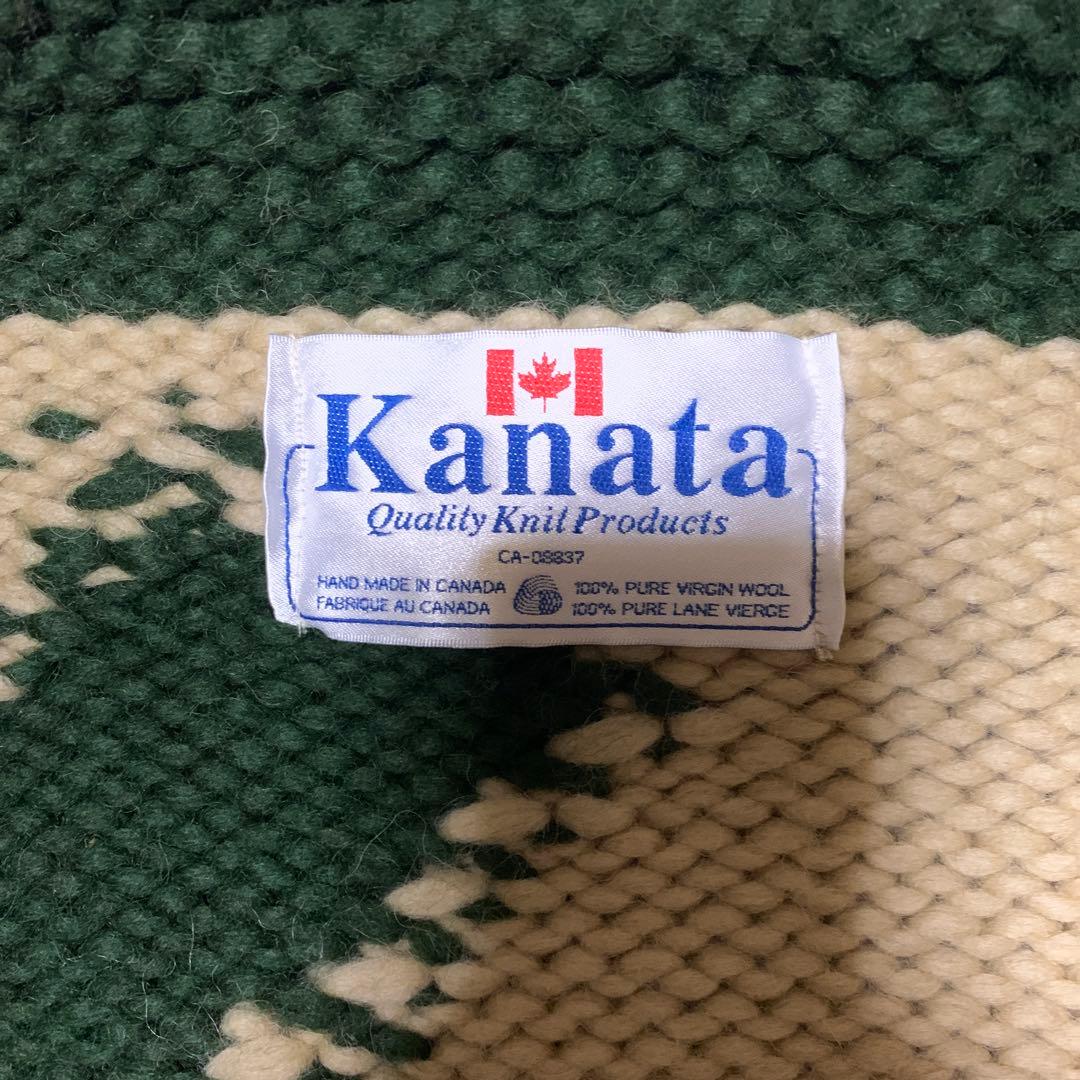 Kanata
Quality Knit Products
CA-08837
HAND MADE IN CANADA 100% PURE VIRGIN WOOL
FABRIQUE AU CANADA 100% PURE LANE VIERGE